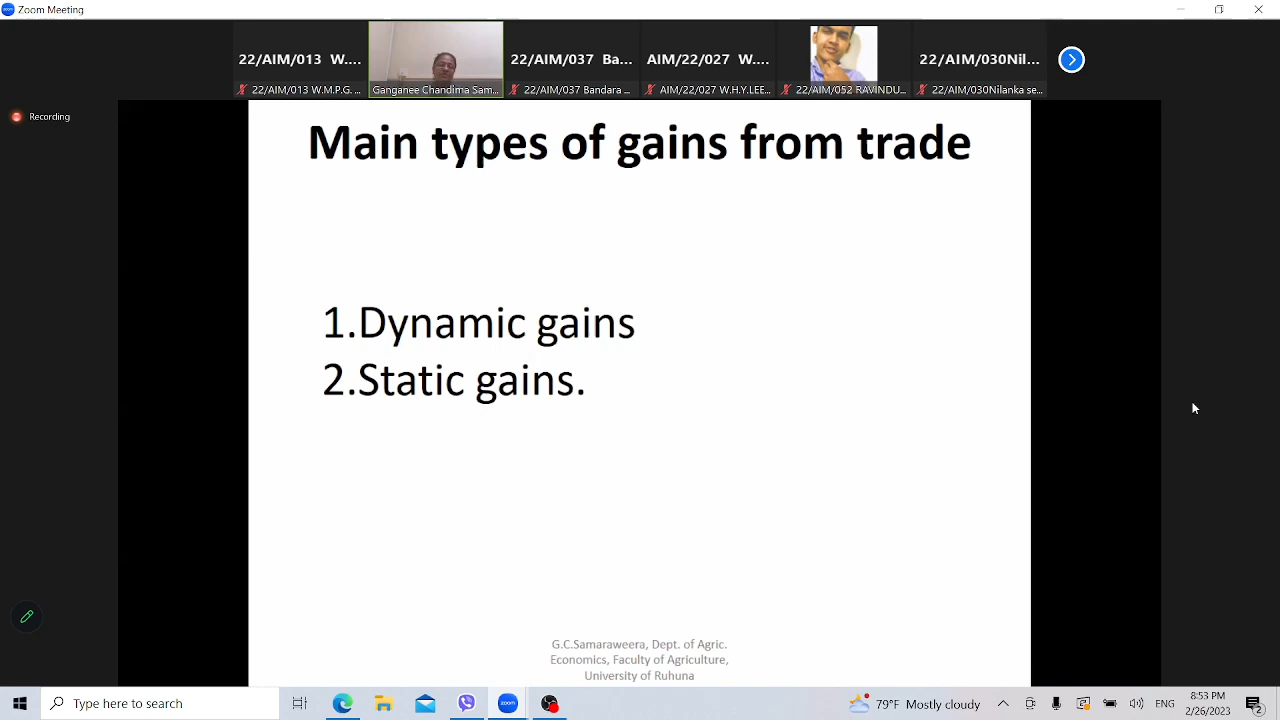 Zoom Meeting
22/AIM/013 W....
22/AIM/037 Ba...
AIM/22/027 W....
22/AIM/030Nil...
22/AIM/013 W.M.P.G. ...
Ganganee Chandima Sam...
22/AIM/037 Bandara ...
AIM/22/027 W.H.Y.LEE...
22/AIM/052 RAVINDU...
22/AIM/030Nilanka se...
Recording
Main types of gains from trade
1.Dynamic gains
2.Static gains.
G.C.Samaraweera, Dept. of Agric.
Economics, Faculty of Agriculture,
University of Ruhuna
Type here to search
zoom
79°F Mostly cloudy
ENG
8:53 PM
2/26/2023
2